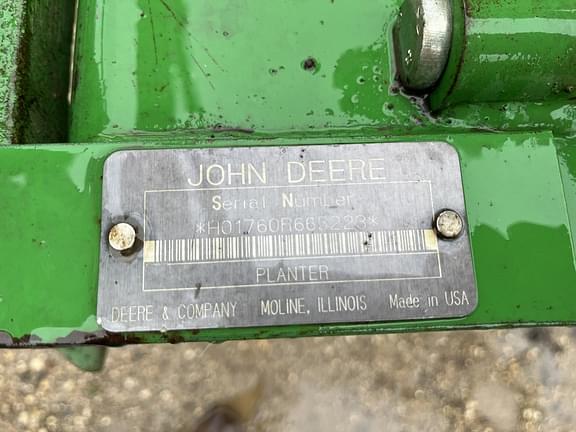 JOHN DEERE
Serial Number
*H01760R665223*
PLANTER
DEERE & COMPANY MOLINE, ILLINOIS Made in USA